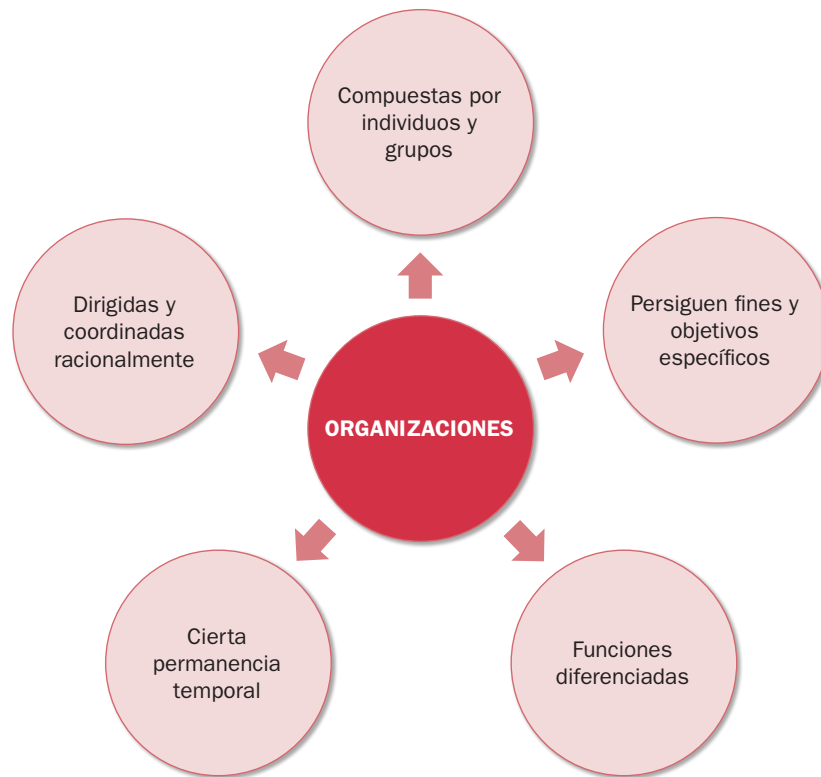 Compuestas por
individuos y
grupos
Dirigidas y
coordinadas
racionalmente
Persiguen fines y
objetivos
específicos
ORGANIZACIONES
Cierta
permanencia
temporal
Funciones
diferenciadas